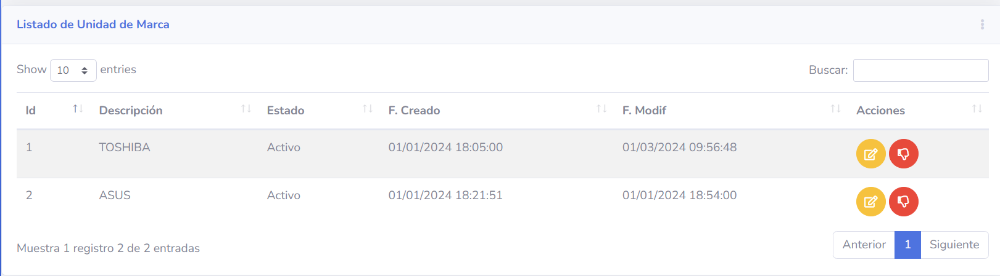 Listado de Unidad de Marca
Show 10 entries Buscar:
Id Descripción Estado F. Creado F. Modif Acciones
1 TOSHIBA Activo 01/01/2024 18:05:00 01/03/2024 09:56:48
2 ASUS Activo 01/01/2024 18:21:51 01/01/2024 18:54:00
Muestra 1 registro 2 de 2 entradas Anterior 1 Siguiente